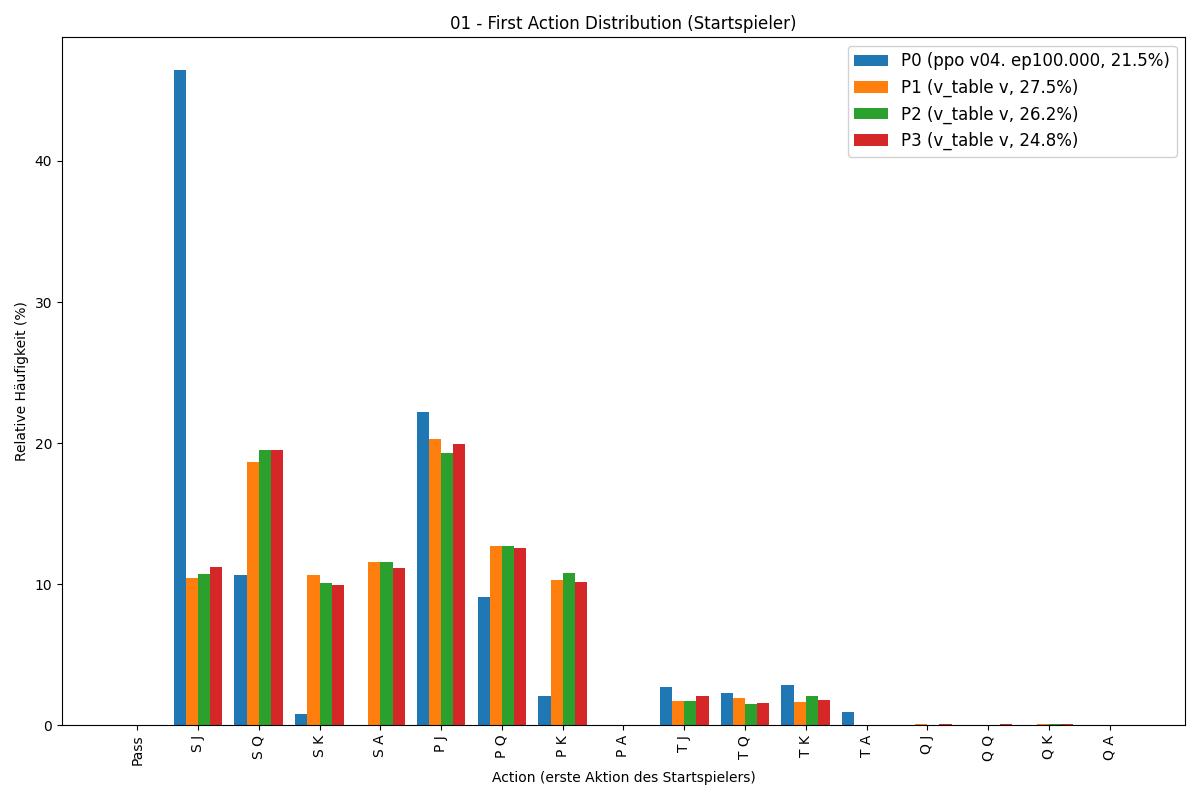 01 - First Action Distribution (Startspieler)
P0 (ppo v04. ep100.000, 21.5%)
P1 (v_table v, 27.5%)
P2 (v_table v, 26.2%)
P3 (v_table v, 24.8%)
Relative Häufigkeit (%)
40
30
20
10
0
Pass
S J
S Q
S K
S A
P J
P Q
P K
P A
T J
T Q
T K
T A
Q J
Q Q
Q K
Q A
Action (erste Aktion des Startspielers)